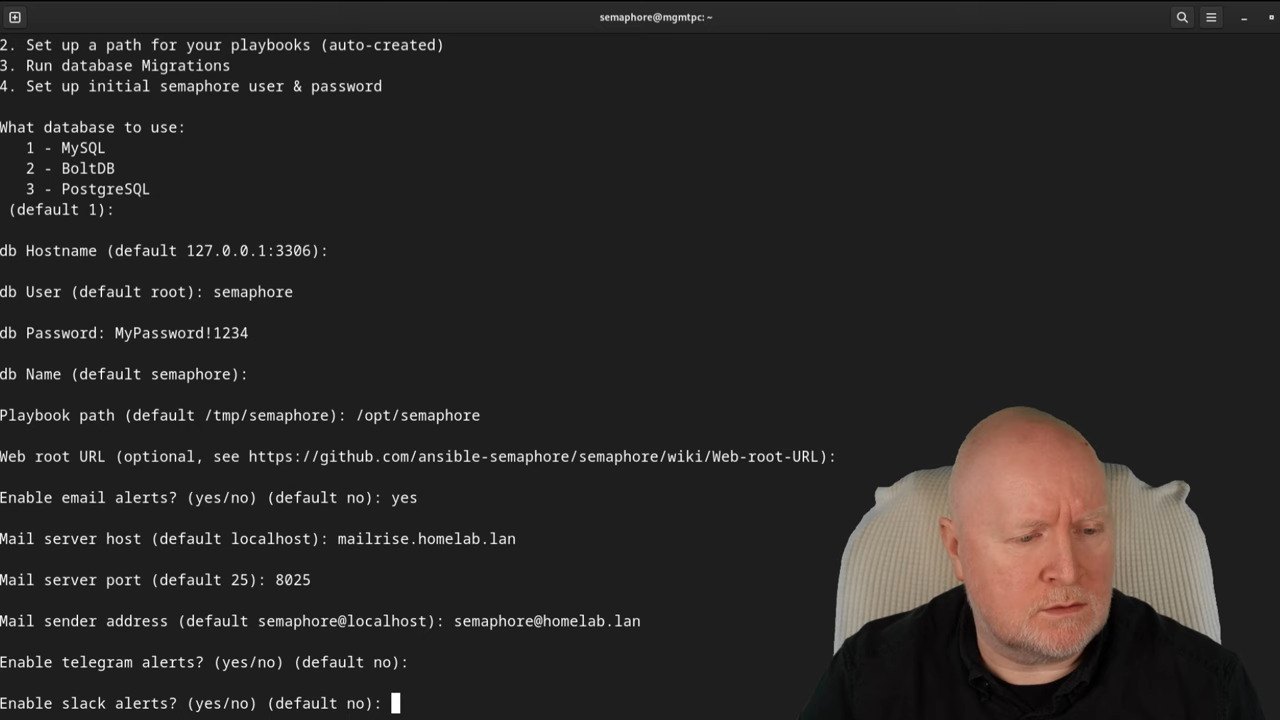 semaphore@mgmtpc: ~
2. Set up a path for your playbooks (auto-created)
3. Run database Migrations
4. Set up initial semaphore user & password
What database to use:
1 - MySQL
2 - BoltDB
3 - PostgreSQL
(default 1):
db Hostname (default 127.0.0.1:3306):
db User (default root): semaphore
db Password: MyPassword!1234
db Name (default semaphore):
Playbook path (default /tmp/semaphore): /opt/semaphore
Web root URL (optional, see https://github.com/ansible-semaphore/semaphore/wiki/Web-root-URL):
Enable email alerts? (yes/no) (default no): yes
Mail server host (default localhost): mailrise.homelab.lan
Mail server port (default 25): 8025
Mail sender address (default semaphore@localhost): semaphore@homelab.lan
Enable telegram alerts? (yes/no) (default no):
Enable slack alerts? (yes/no) (default no):